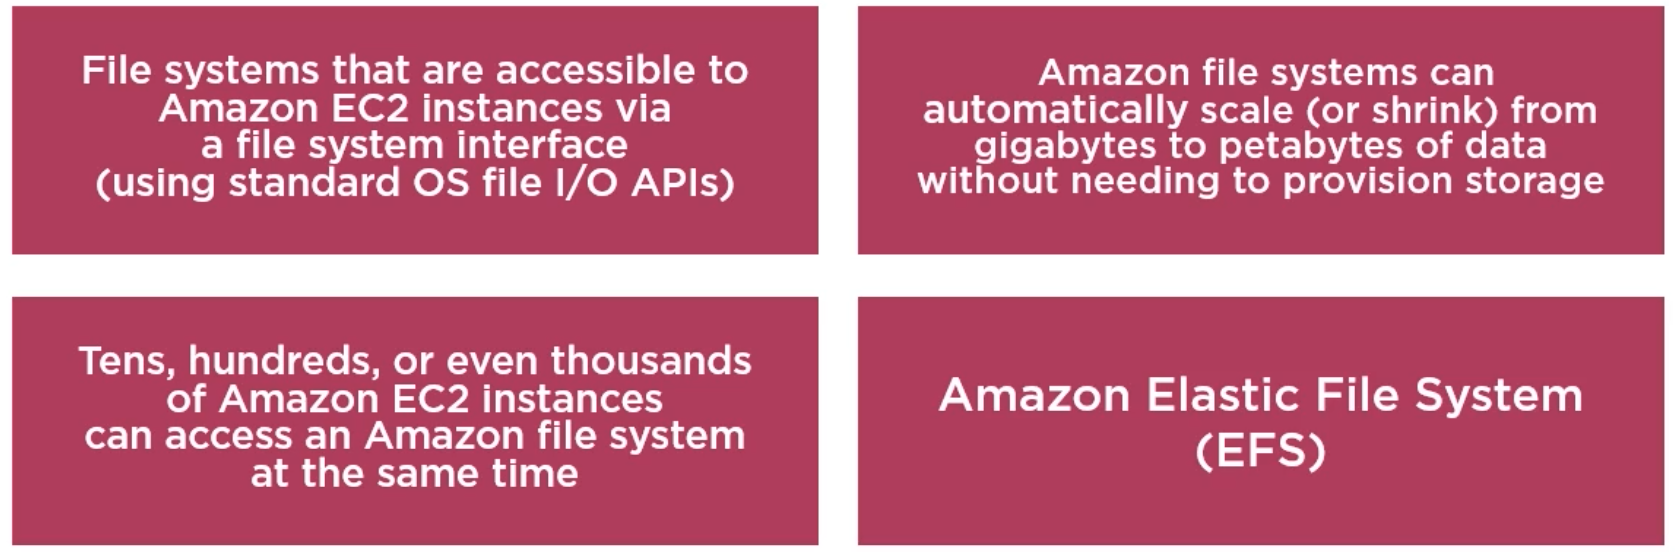 File systems that are accessible to
Amazon EC2 instances via
a file system interface
(using standard OS file I/O APIs)
Amazon file systems can
automatically scale (or shrink) from
gigabytes to petabytes of data
without needing to provision storage
Tens, hundreds, or even thousands
of Amazon EC2 instances
can access an Amazon file system
at the same time
Amazon Elastic File System
(EFS)